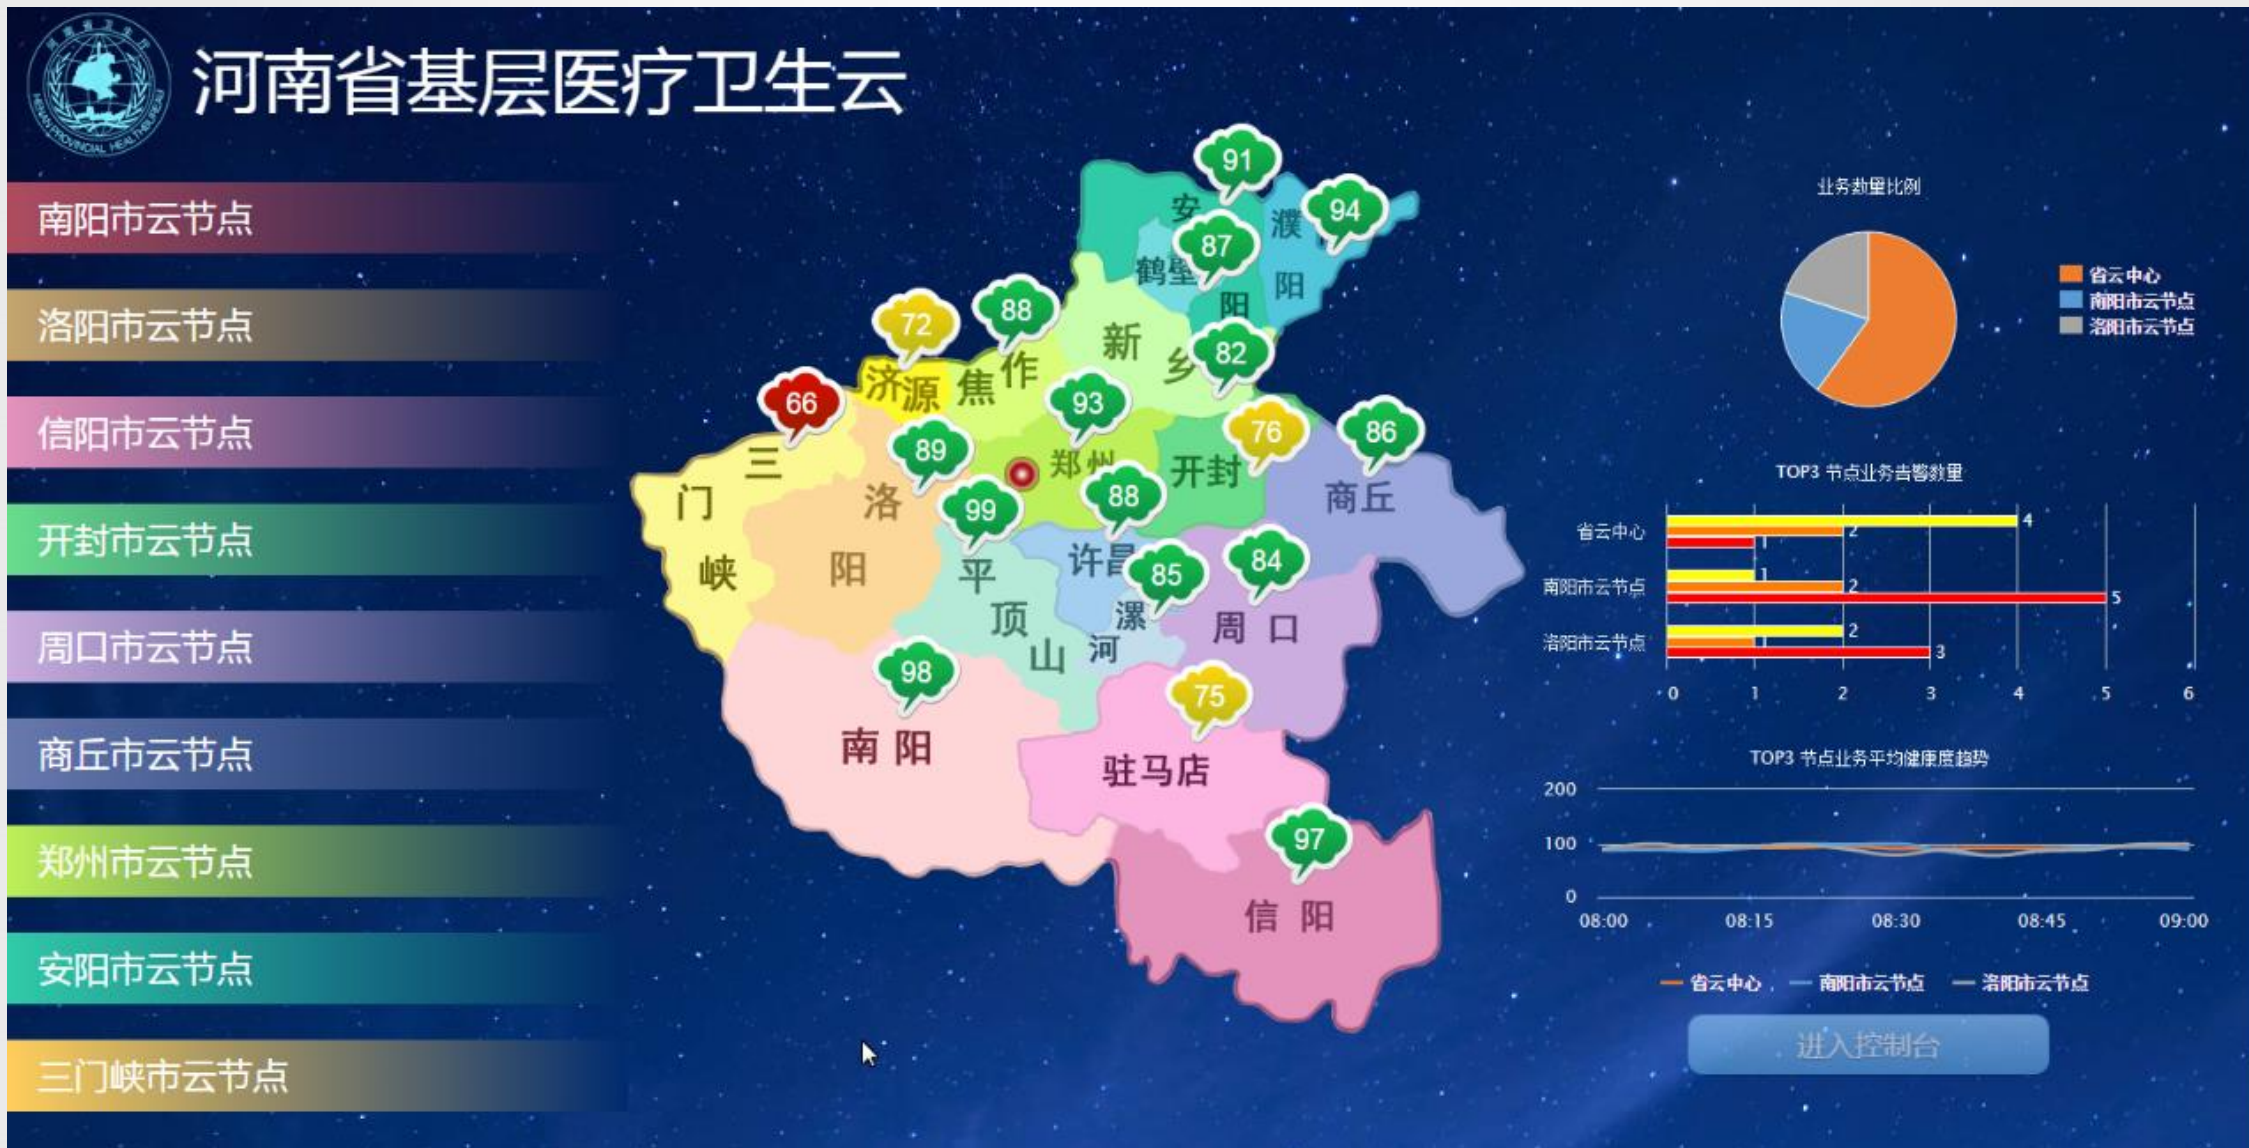 河南省卫生厅
HENAN PROVINCIAL HEALTH BUREAU
河南省基层医疗卫生云
南阳市云节点
洛阳市云节点
信阳市云节点
开封市云节点
周口市云节点
商丘市云节点
郑州市云节点
安阳市云节点
三门峡市云节点
91
安
94
濮
87
鹤壁
阳
阳
88
72
新
82
乡
作
焦
济源
66
93
76
86
89
三
郑州
开封
门
洛
99
88
商丘
阳
许昌
84
85
峡
平
顶
漯
周口
山
河
98
75
南阳
驻马店
97
信阳
业务数量比例
省云中心
南阳市云节点
洛阳市云节点
TOP3 节点业务告警数量
省云中心
4
2
1
南阳市云节点
1
2
5
洛阳市云节点
2
1
3
0 1 2 3 4 5 6
TOP3 节点业务平均健康度趋势
200
100
0
08:00 08:15 08:30 08:45 09:00
省云中心 南阳市云节点 洛阳市云节点
进入控制台